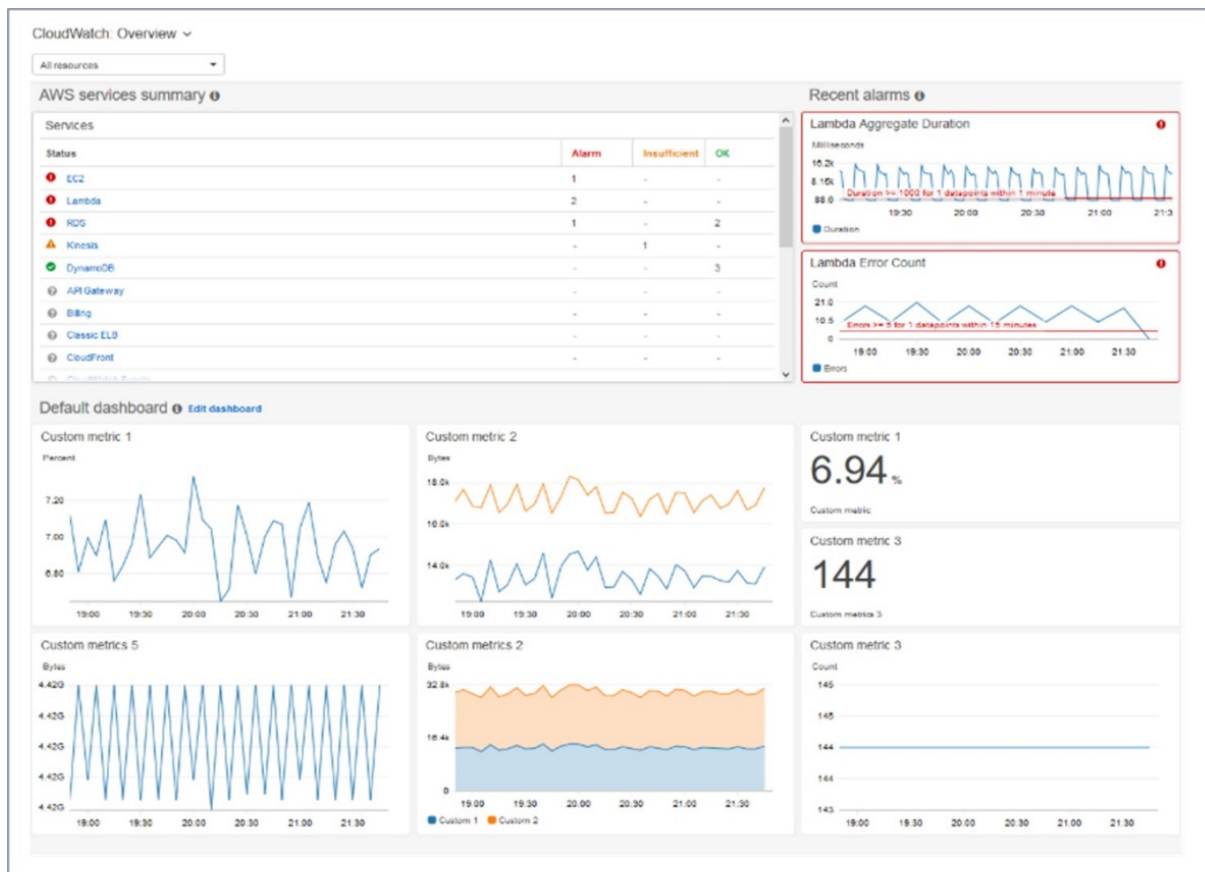 CloudWatch: Overview
All resources
AWS services summary
Services
Status Alarm Insufficient OK
EC2 1 - -
Lambda 2 - -
RDS 1 - 2
Kinesis - 1 -
DynamoDB - - 3
API Gateway - - -
Billing - - -
Classic ELB - - -
CloudFront - - -
CloudWatch Events
Recent alarms
Lambda Aggregate Duration
Milliseconds
16.2k
8.16k
88.0
Duration >= 1000 for 1 datapoints within 1 minute
19:30 20:00 20:30 21:00 21:3
Duration
Lambda Error Count
Count
21.0
10.5
0
Errors >= 5 for 1 datapoints within 15 minutes
19:00 19:30 20:00 20:30 21:00 21:30
Errors
Default dashboard Edit dashboard
Custom metric 1
Percent
7.20
7.00
6.80
19:00 19:30 20:00 20:30 21:00 21:30
Custom metric 2
Bytes
18.0k
16.0k
14.0k
19:00 19:30 20:00 20:30 21:00 21:30
Custom metric 1
6.94 %
Custom metric
Custom metric 3
144
Custom metrics 3
Custom metrics 5
Bytes
4.42G
4.42G
4.42G
4.42G
4.42G
19:00 19:30 20:00 20:30 21:00 21:30
Custom metrics 2
Bytes
32.8k
16.4k
0
19:00 19:30 20:00 20:30 21:00 21:30
Custom 1 Custom 2
Custom metric 3
Count
145
145
144
144
143
19:00 19:30 20:00 20:30 21:00 21:30